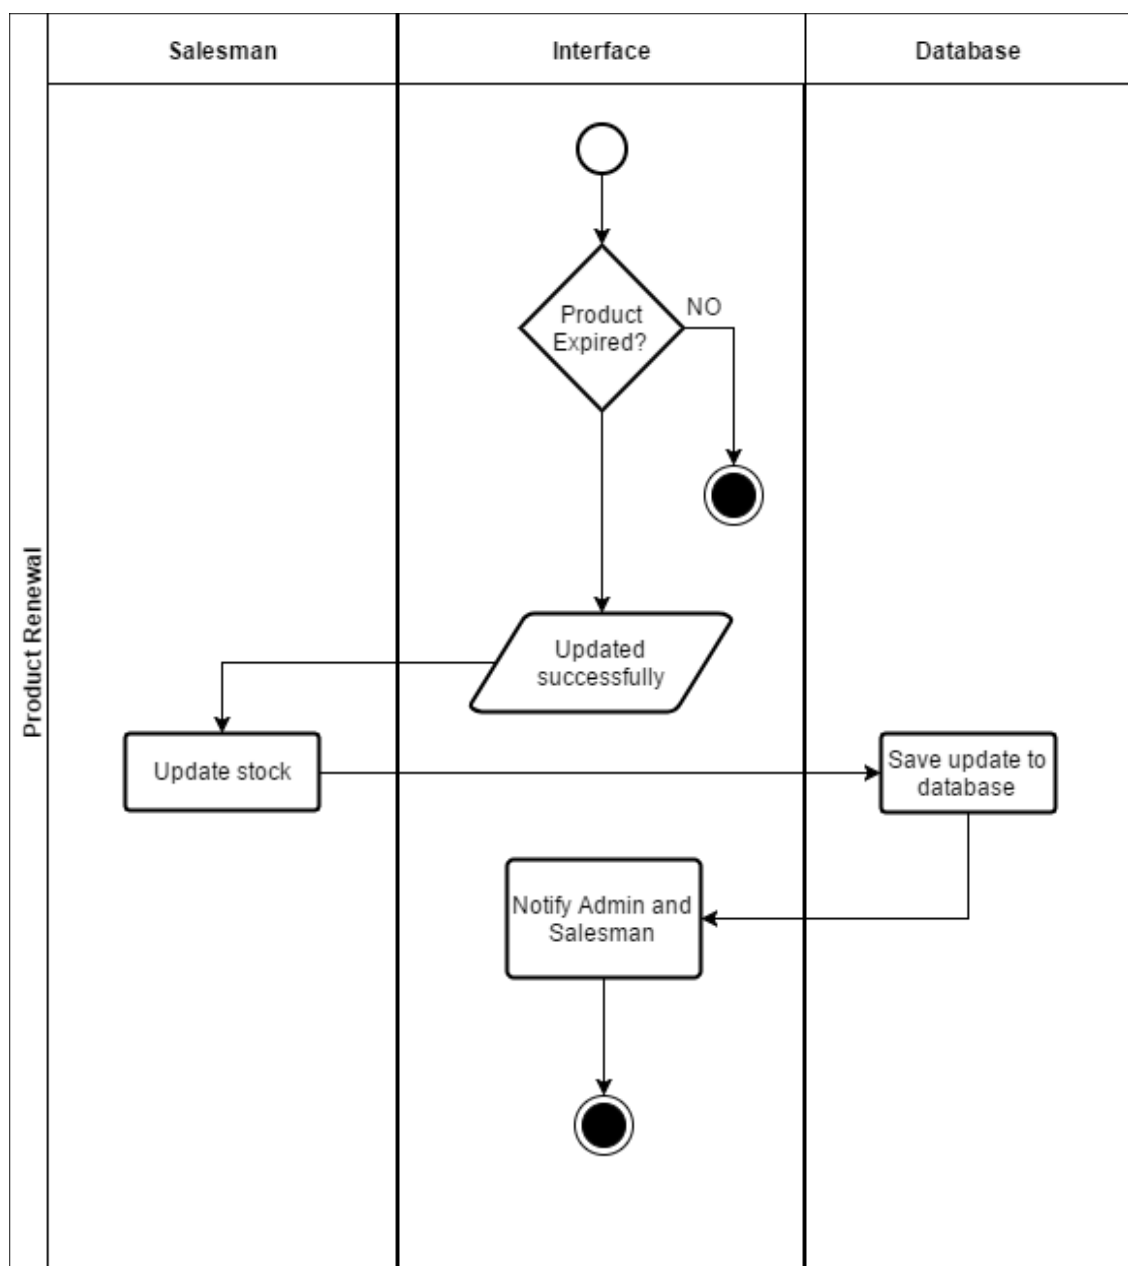 Product Renewal
Salesman
Interface
Database
Product
Expired?
NO
Updated
successfully
Update stock
Save update to
database
Notify Admin and
Salesman